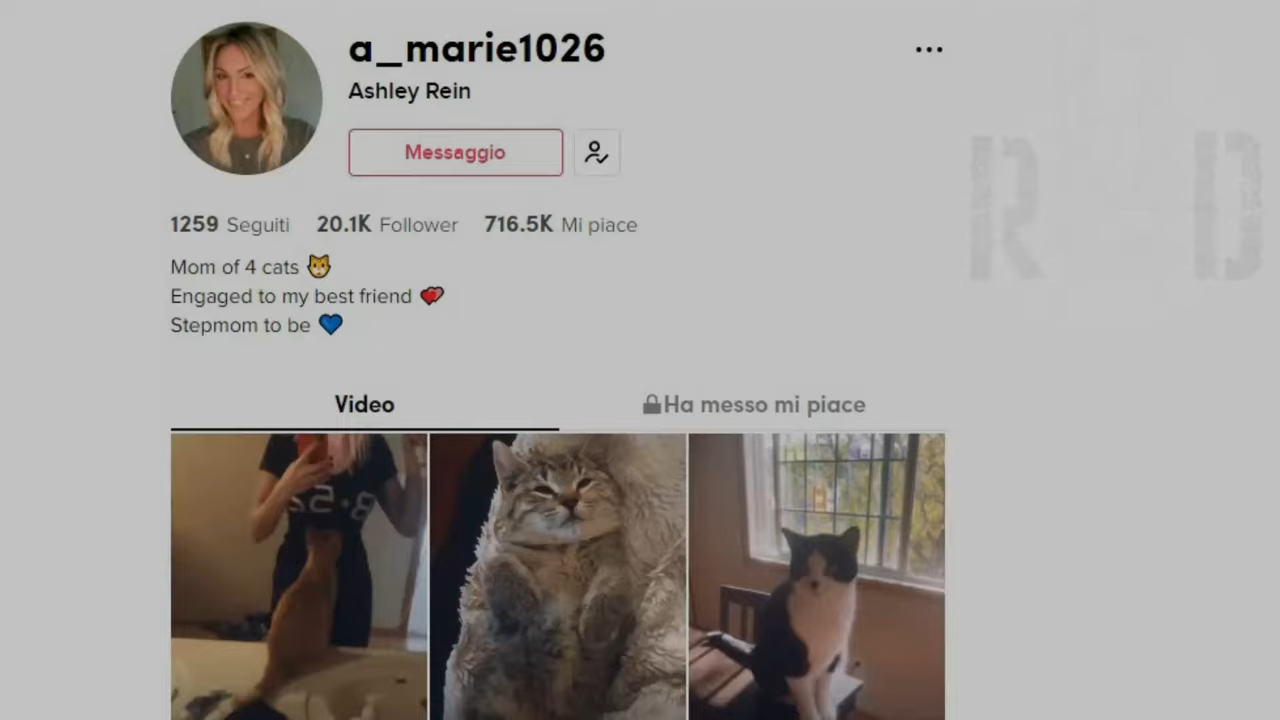 a_marie1026
Ashley Rein
Messaggio
1259 Seguiti 20.1K Follower 716.5K Mi piace
Mom of 4 cats 🐱
Engaged to my best friend 💕
Stepmom to be 💙
Video
Ha messo mi piace